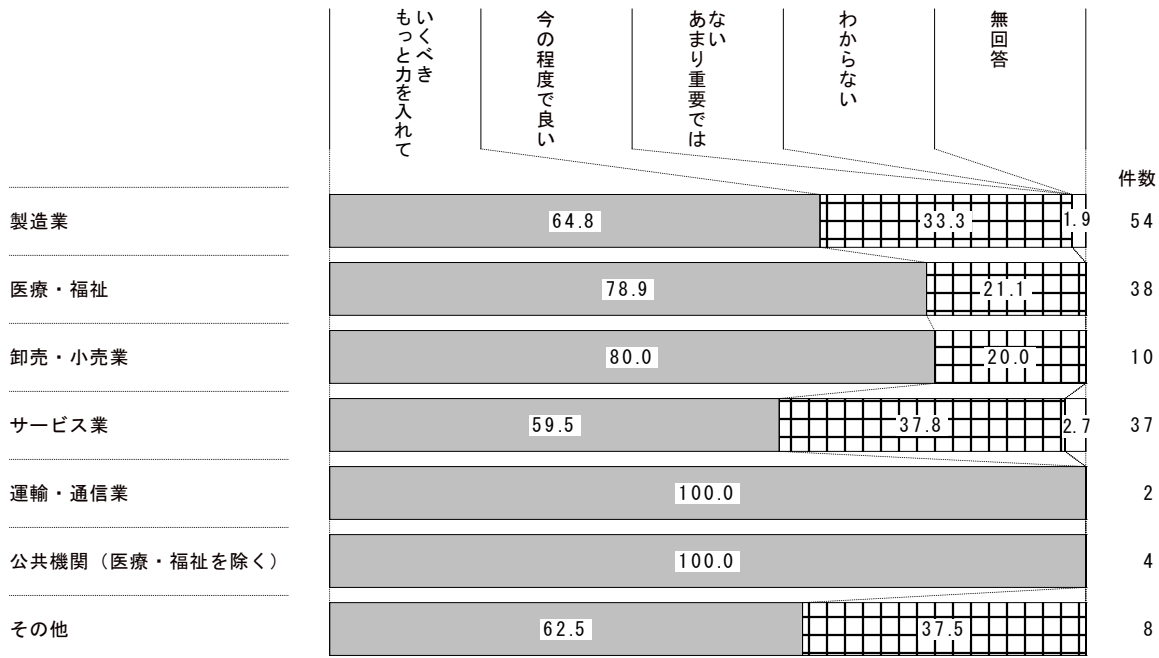 もっと力を入れて
いくべき
今の程度で良い
あまり重要では
ない
わからない
無回答
件数
製造業 64.8 33.3 1.9 54
医療・福祉 78.9 21.1 38
卸売・小売業 80.0 20.0 10
サービス業 59.5 37.8 2.7 37
運輸・通信業 100.0 2
公共機関（医療・福祉を除く） 100.0 4
その他 62.5 37.5 8